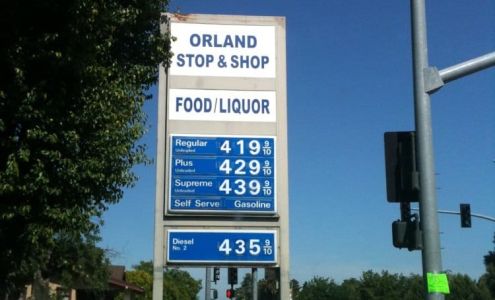 ORLAND
STOP & SHOP
FOOD/LIQUOR
Regular
Unleaded
4 19 9/10
Plus
Unleaded
4 29 9/10
Supreme
Unleaded
4 39 9/10
Self Serve Gasoline
Diesel
No. 2
4 35 9/10